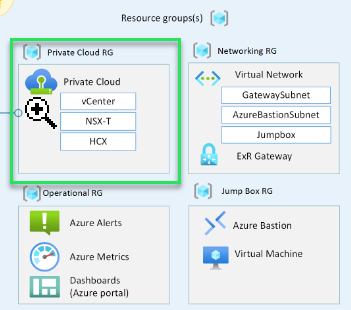 Resource groups(s)
Private Cloud RG
Private Cloud
vCenter
NSX-T
HCX
Networking RG
Virtual Network
GatewaySubnet
AzureBastionSubnet
Jumpbox
ExR Gateway
Operational RG
Azure Alerts
Azure Metrics
Dashboards
(Azure portal)
Jump Box RG
Azure Bastion
Virtual Machine